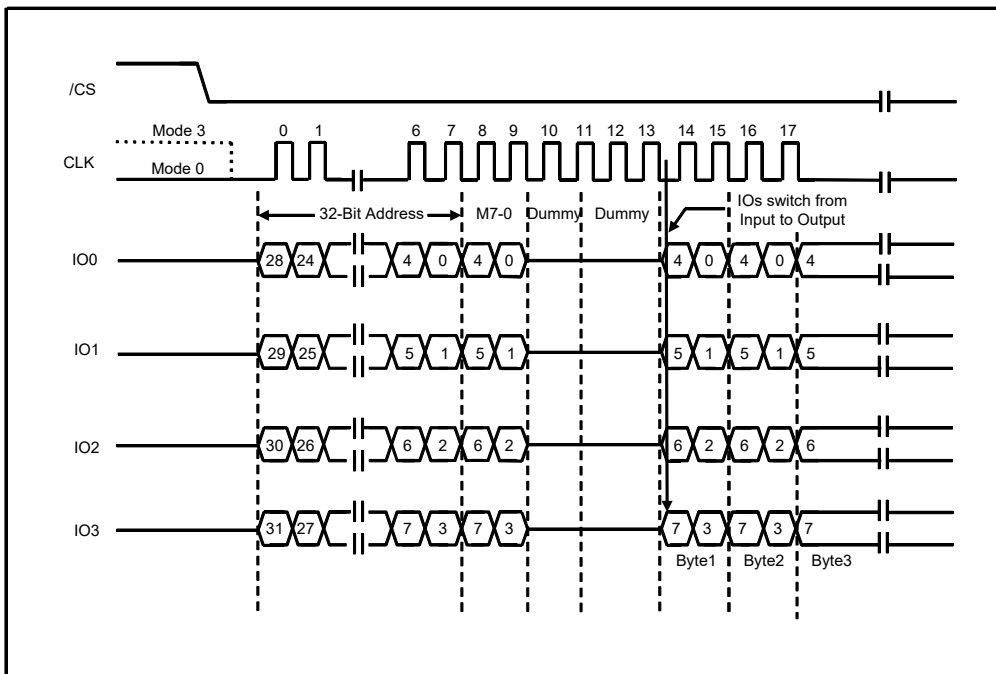 /CS
Mode 3 0 1 6 7 8 9 10 11 12 13 14 15 16 17
CLK
Mode 0
32-Bit Address M7-0 Dummy Dummy IOs switch from
Input to Output
IO0 28 24 4 0 4 0 4 0 4 0 4
IO1 29 25 5 1 5 1 5 1 5 1 5
IO2 30 26 6 2 6 2 6 2 6 2 6
IO3 31 27 7 3 7 3 7 3 7 3 7
Byte1 Byte2 Byte3